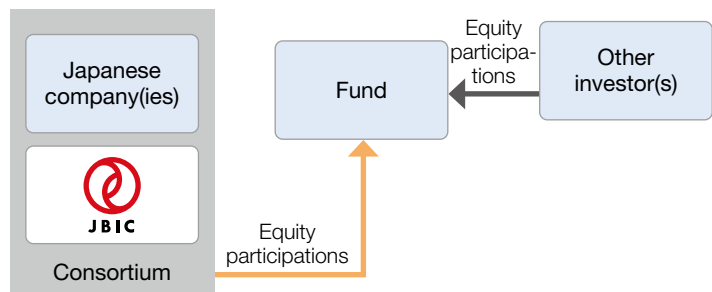 Japanese
company(ies)
JBIC
Consortium
Equity
participations
Fund
Equity
participa-
tions
Other
investor(s)